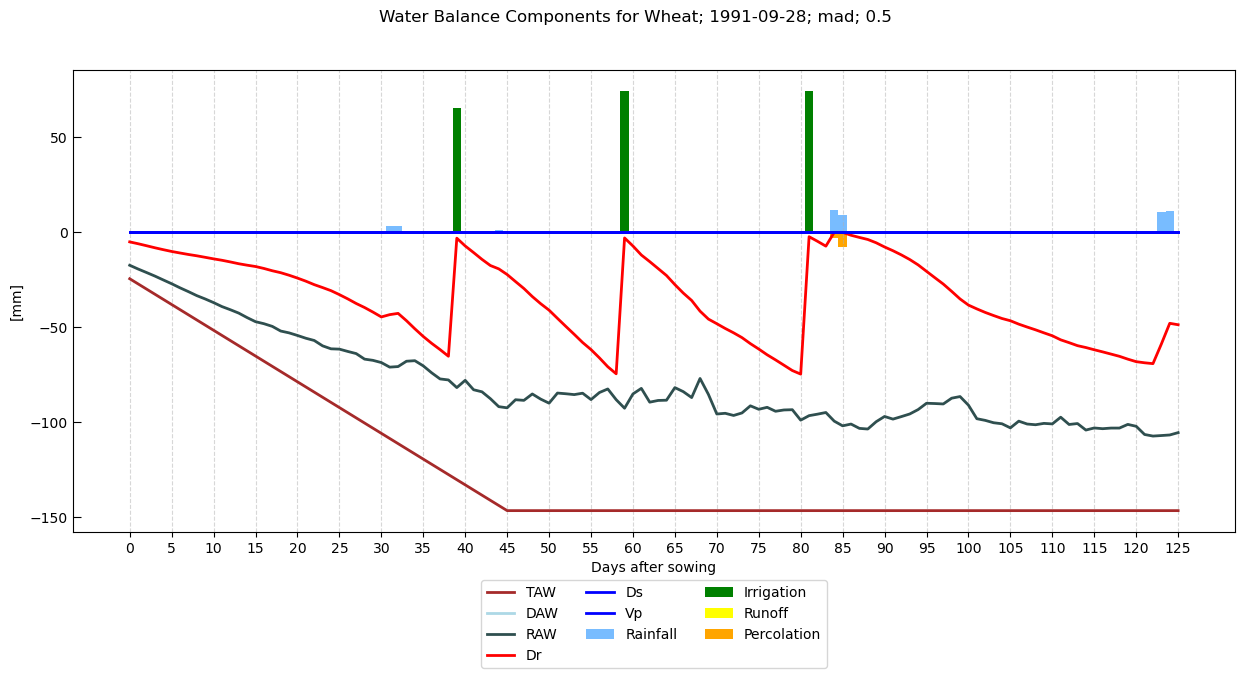 Water Balance Components for Wheat; 1991-09-28; mad; 0.5
50
0
−50
−100
−150
[mm]
0 5 10 15 20 25 30 35 40 45 50 55 60 65 70 75 80 85 90 95 100 105 110 115 120 125
Days after sowing
TAW Ds Irrigation
DAW Vp Runoff
RAW Rainfall Percolation
Dr